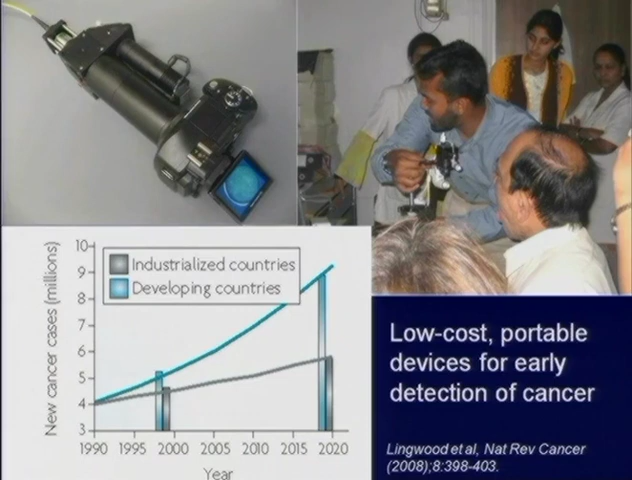 New cancer cases (millions)
10
9
8
7
6
5
4
3
Industrialized countries
Developing countries
1990 1995 2000 2005 2010 2015 2020
Year
Low-cost, portable
devices for early
detection of cancer
Lingwood et al, Nat Rev Cancer
(2008);8:398-403.